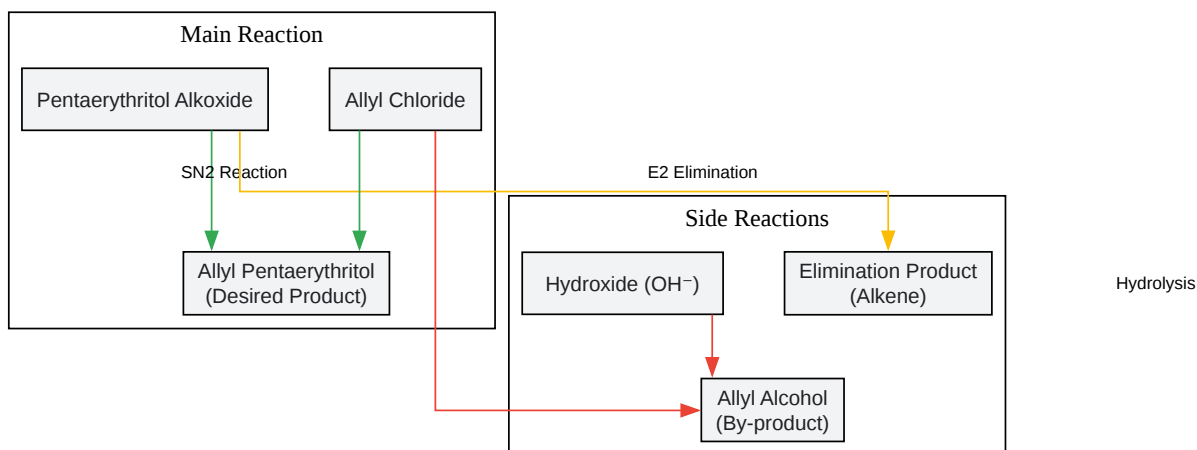 Main Reaction
Pentaerythritol Alkoxide
Allyl Chloride
SN2 Reaction
E2 Elimination
Allyl Pentaerythritol
(Desired Product)
Side Reactions
Hydroxide (OH⁻)
Elimination Product
(Alkene)
Hydrolysis
Allyl Alcohol
(By-product)